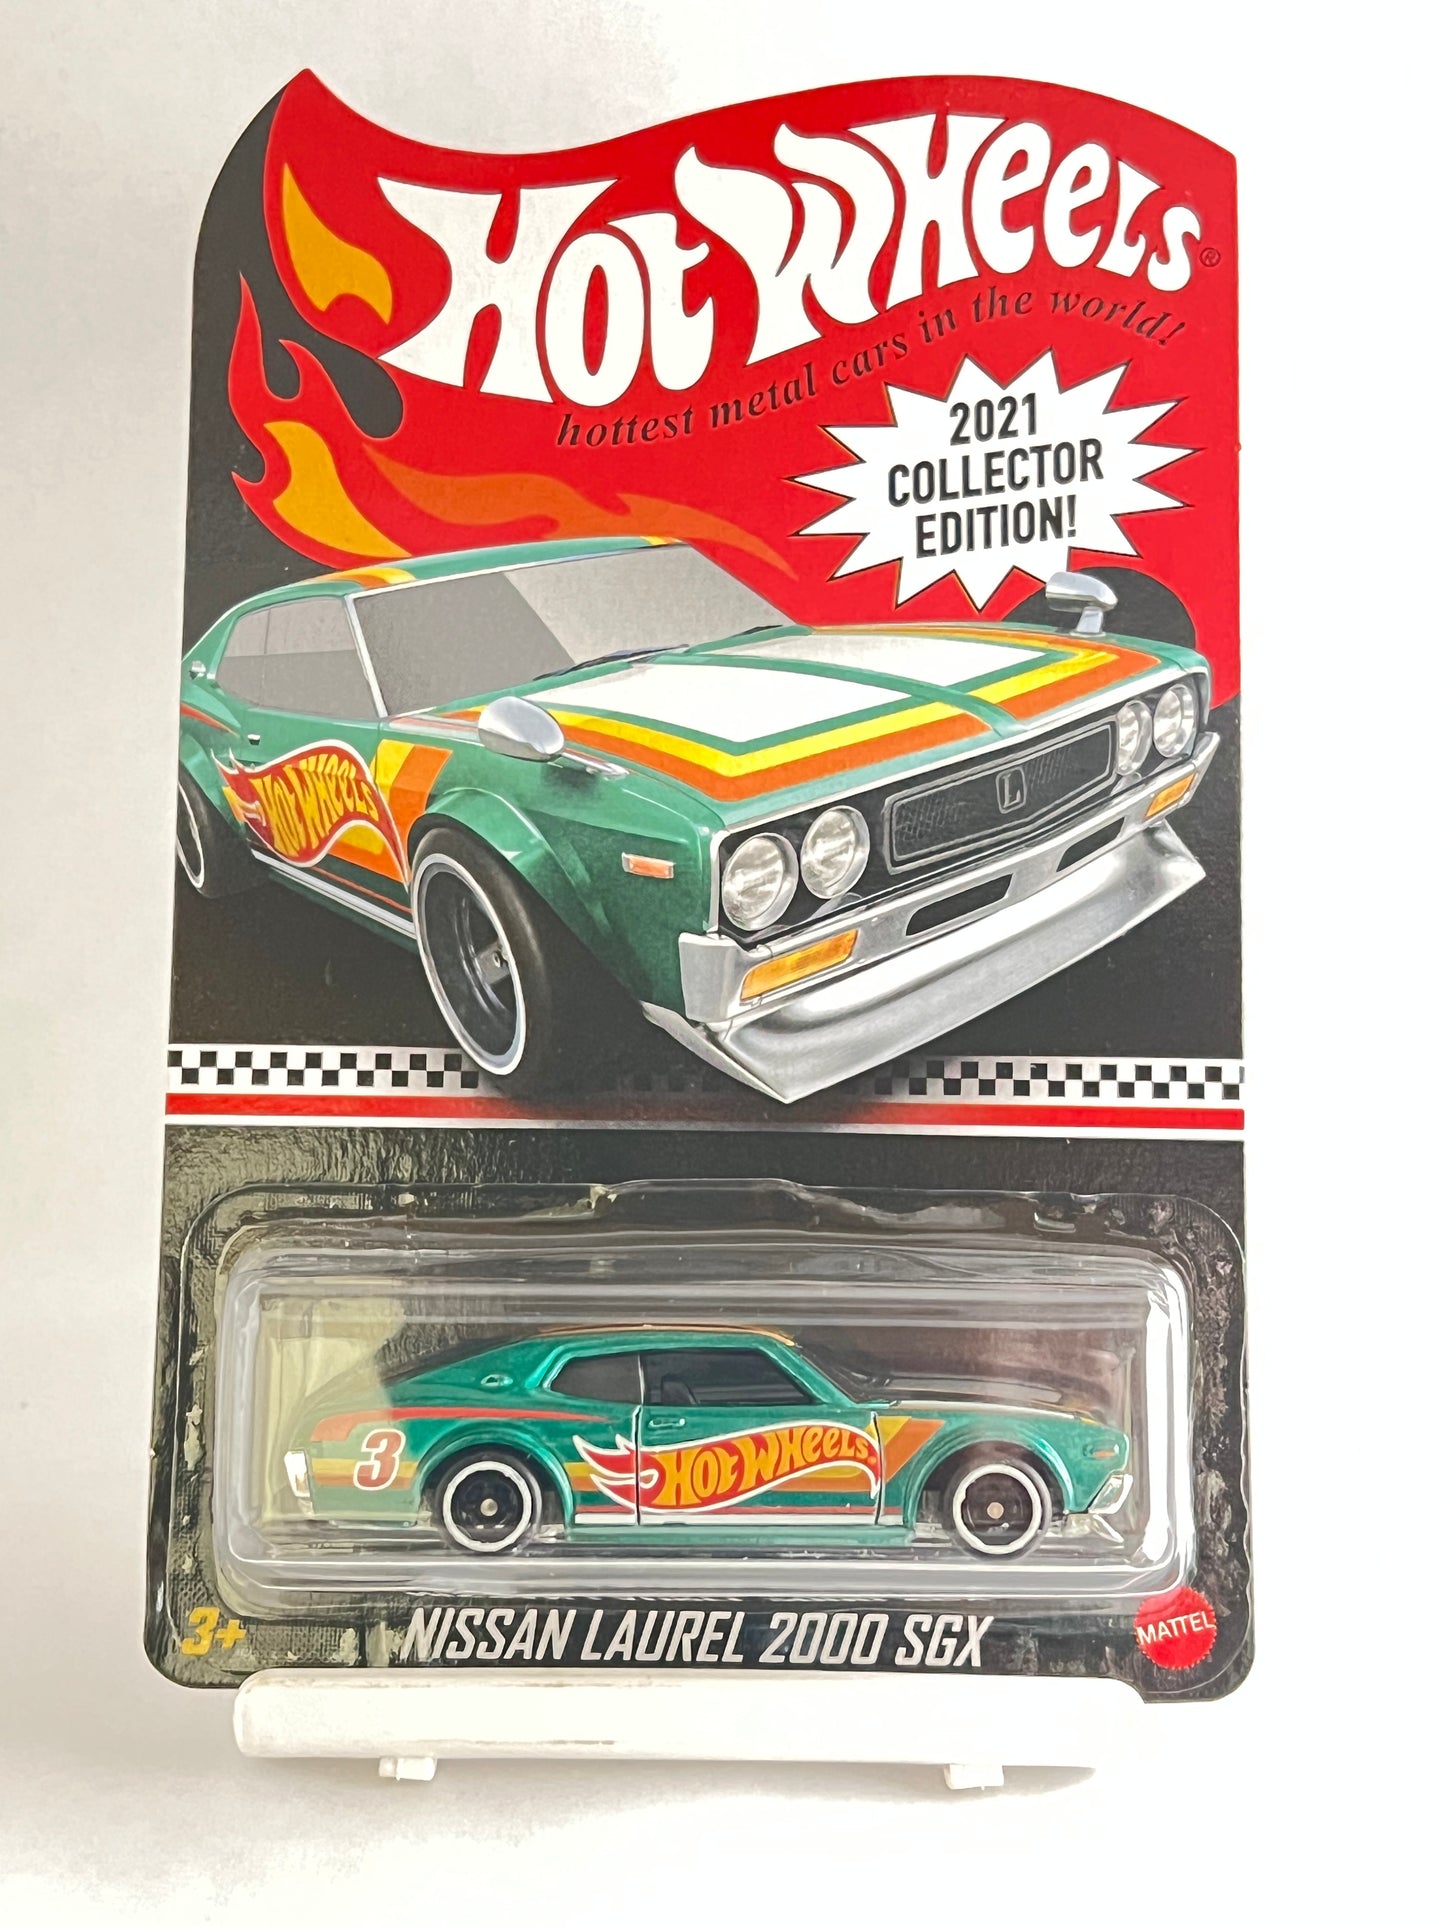 Hot Wheels®
hottest metal cars in the world!
2021
COLLECTOR
EDITION!
L
HOT WHEELS
3
HOT WHEELS
3+
NISSAN LAUREL 2000 SGX
MATTEL